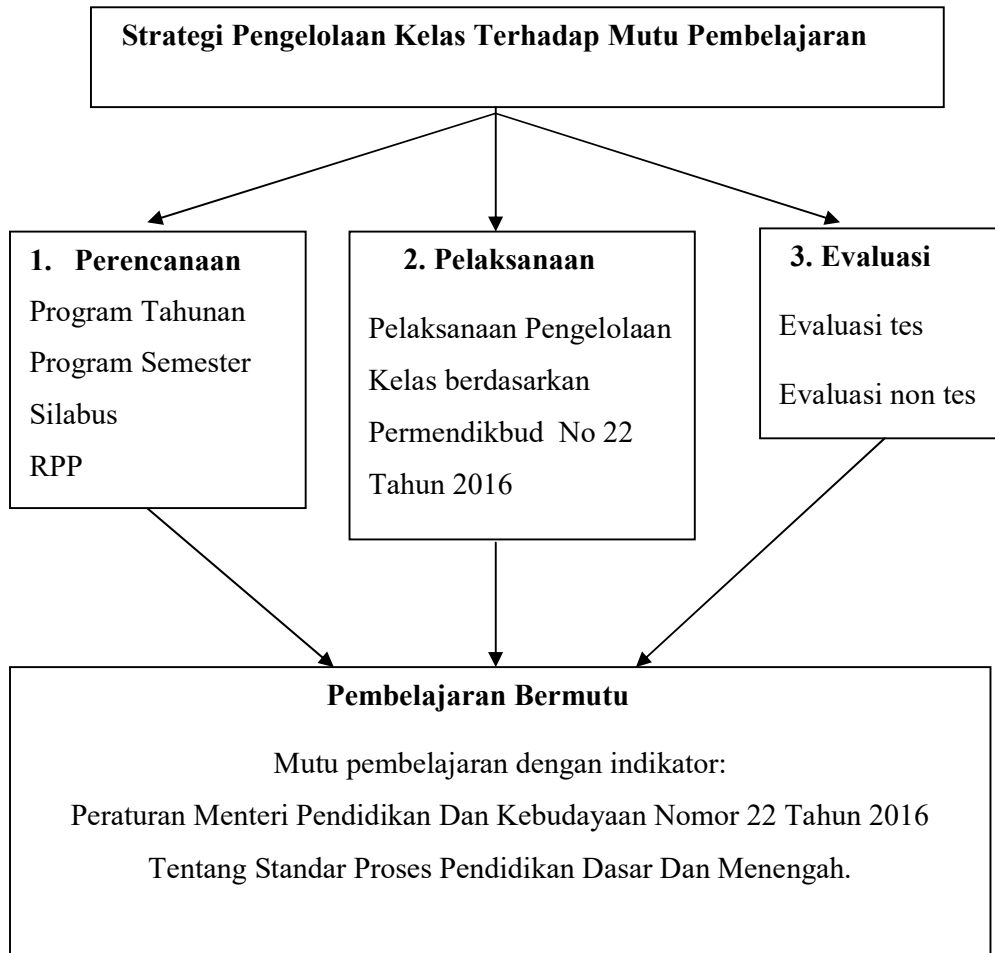 Strategi Pengelolaan Kelas Terhadap Mutu Pembelajaran
1. Perencanaan
Program Tahunan
Program Semester
Silabus
RPP
2. Pelaksanaan
Pelaksanaan Pengelolaan
Kelas berdasarkan
Permendikbud No 22
Tahun 2016
3. Evaluasi
Evaluasi tes
Evaluasi non tes
Pembelajaran Bermutu
Mutu pembelajaran dengan indikator:
Peraturan Menteri Pendidikan Dan Kebudayaan Nomor 22 Tahun 2016
Tentang Standar Proses Pendidikan Dasar Dan Menengah.